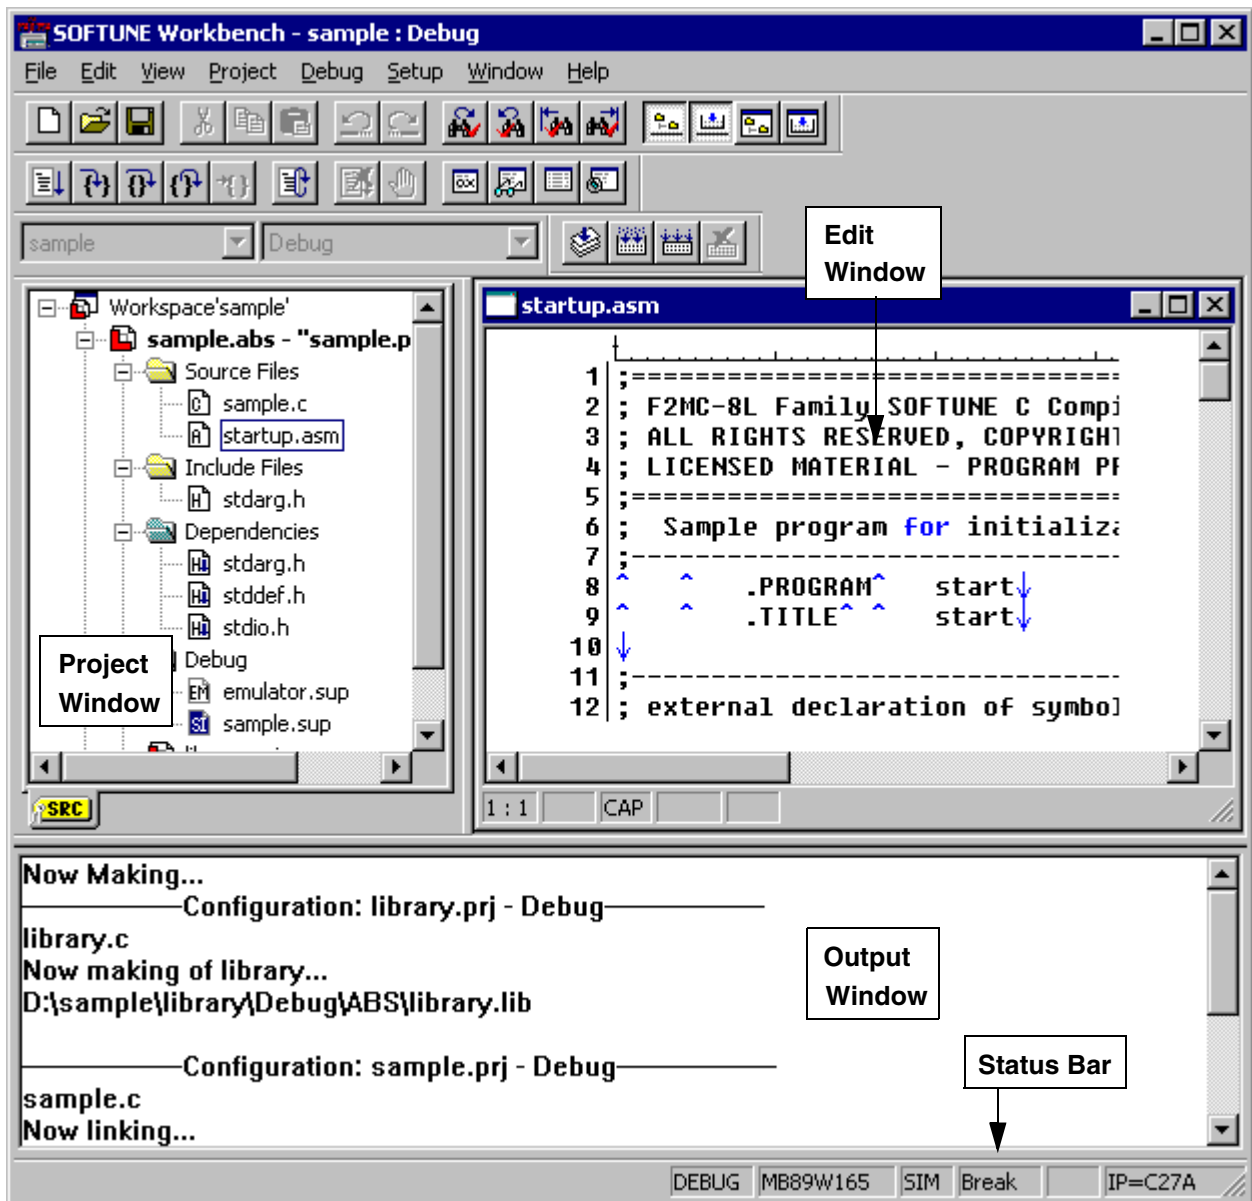 SOFTUNE Workbench - sample : Debug
File Edit View Project Debug Setup Window Help
sample Debug
Edit
Window
Workspace'sample'
sample.abs - "sample.p
Source Files
sample.c
startup.asm
Include Files
stdarg.h
Dependencies
stdarg.h
stddef.h
stdio.h
Debug
emulator.sup
sample.sup
Project
Window
SRC
startup.asm
1 ;========================================
2 ; F2MC-8L Family SOFTUNE C Compi
3 ; ALL RIGHTS RESERVED, COPYRIGHT
4 ; LICENSED MATERIAL - PROGRAM PR
5 ;========================================
6 ;  Sample program for initializa
7 ;----------------------------------------
8 ^ ^ .PROGRAM^ start↓
9 ^ ^ .TITLE^ ^ start↓
10 ↓
11 ;----------------------------------------
12 ; external declaration of symbol
1 : 1 CAP
Now Making...
----------Configuration: library.prj - Debug----------
library.c
Now making of library...
D:\sample\library\Debug\ABS\library.lib
----------Configuration: sample.prj - Debug----------
sample.c
Now linking...
Output
Window
Status Bar
DEBUG MB89W165 SIM Break IP=C27A